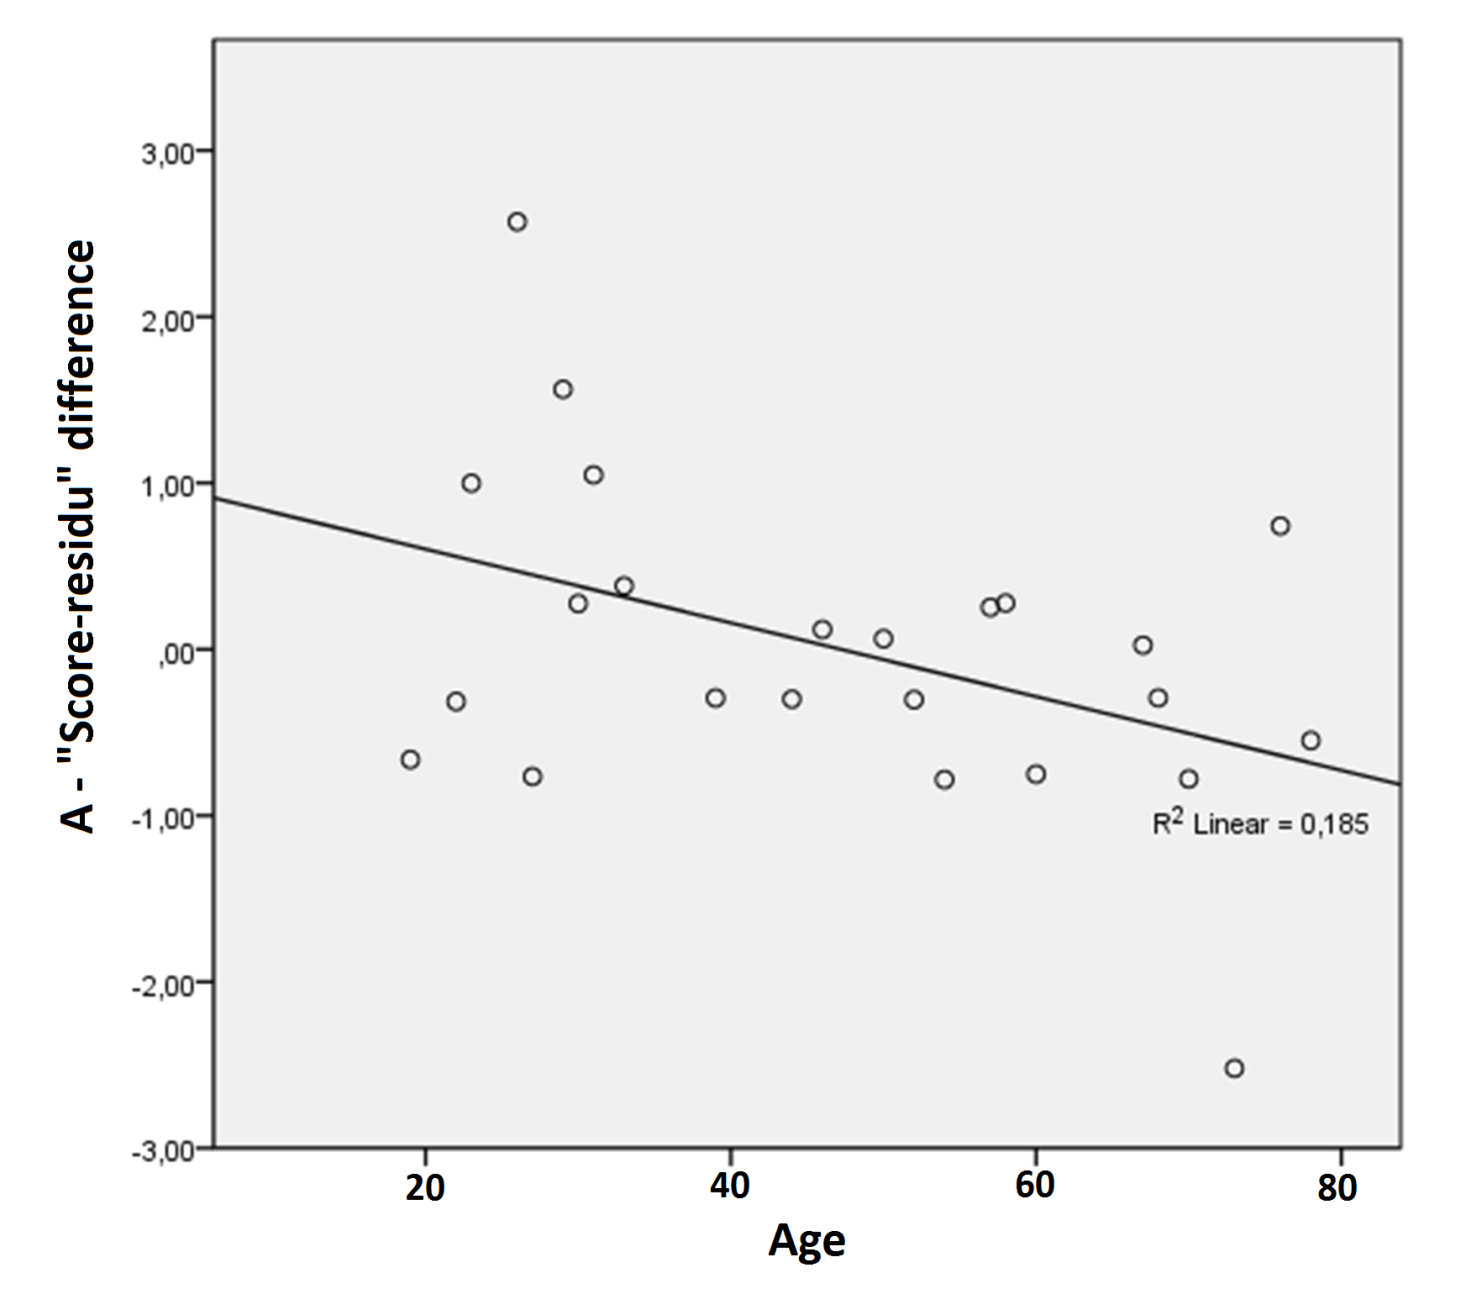 A - "Score-residu" difference
3,00
2,00
1,00
,00
-1,00
-2,00
-3,00
R² Linear = 0,185
20 40 60 80
Age